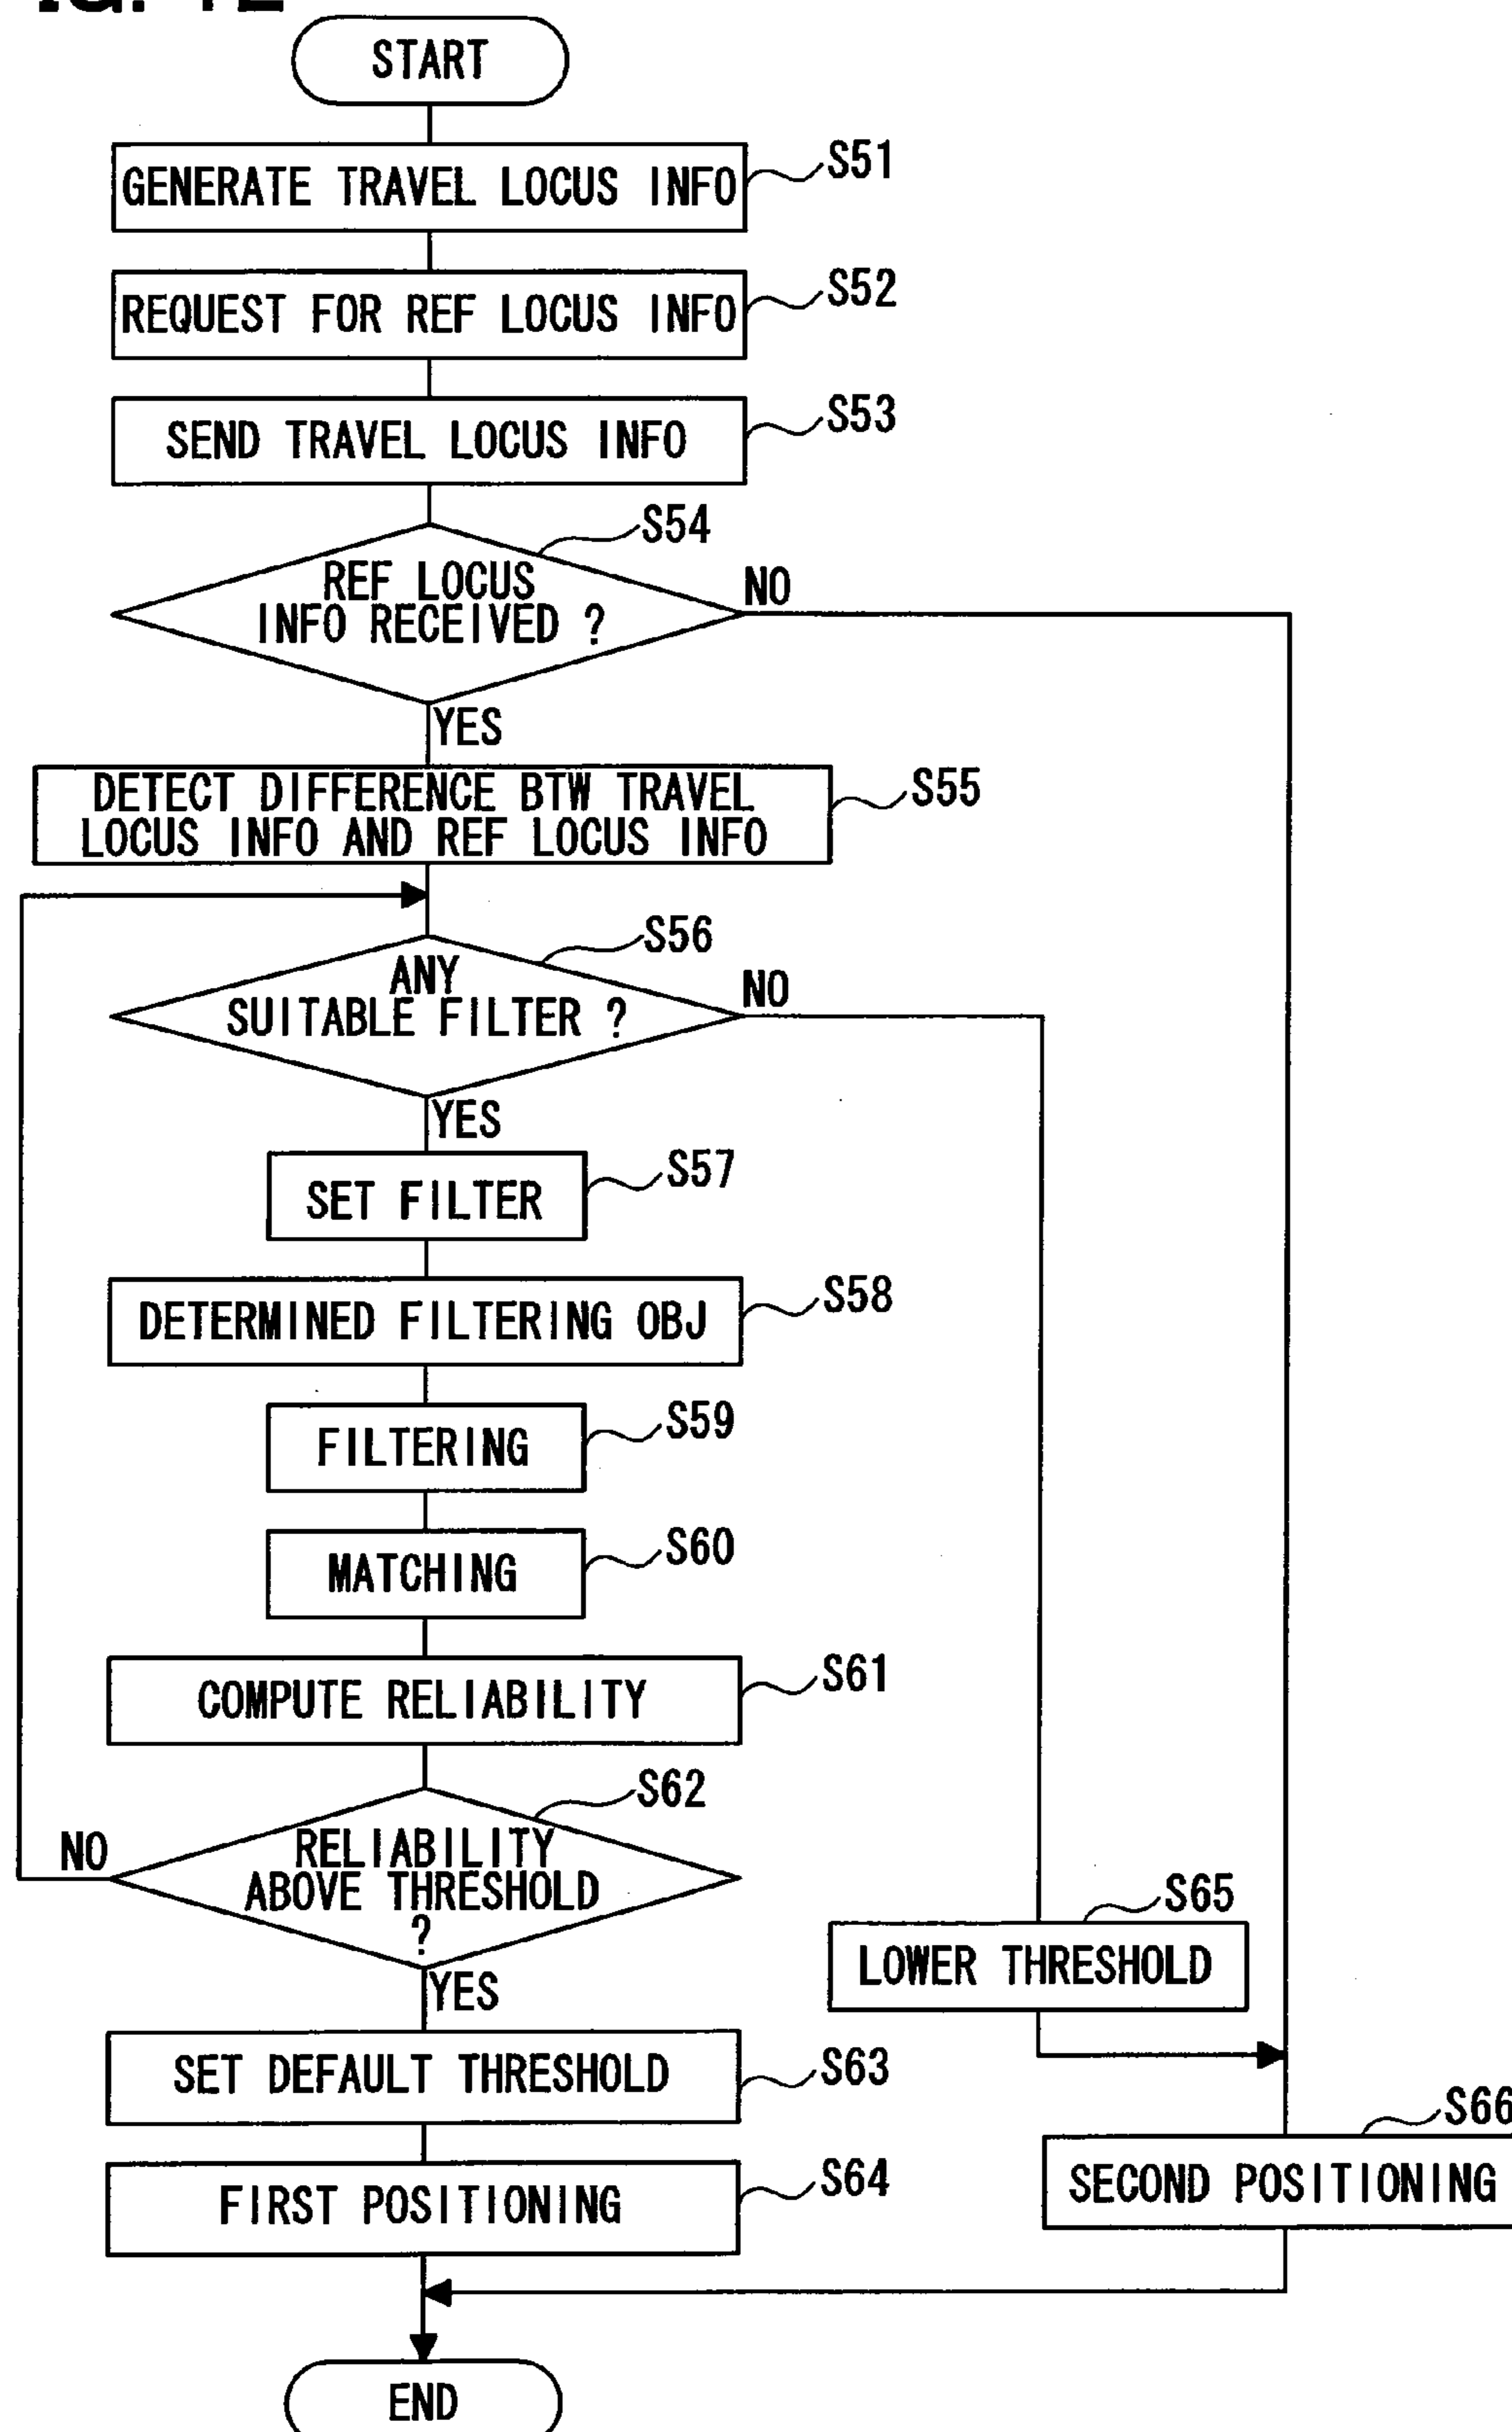 START
GENERATE TRAVEL LOCUS INFO
S51
REQUEST FOR REF LOCUS INFO
S52
SEND TRAVEL LOCUS INFO
S53
S54
REF LOCUS
INFO RECEIVED ?
NO
YES
DETECT DIFFERENCE BTW TRAVEL
LOCUS INFO AND REF LOCUS INFO
S55
S56
ANY
SUITABLE FILTER ?
NO
YES
SET FILTER
S57
DETERMINED FILTERING OBJ
S58
FILTERING
S59
MATCHING
S60
COMPUTE RELIABILITY
S61
S62
RELIABILITY
ABOVE THRESHOLD
?
NO
YES
S65
LOWER THRESHOLD
SET DEFAULT THRESHOLD
S63
S66
SECOND POSITIONING
FIRST POSITIONING
S64
END